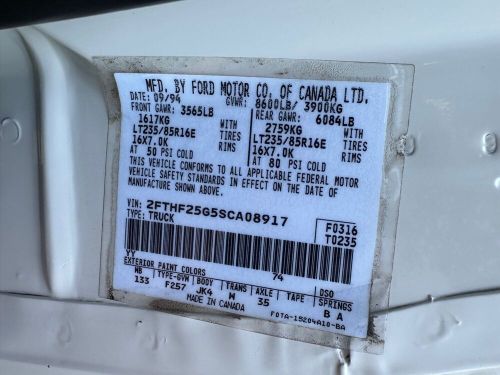 MFD. BY FORD MOTOR CO. OF CANADA LTD.
DATE: 09/94 GVWR: 8600LB/ 3900KG
FRONT GAWR: 3565LB REAR GAWR: 6084LB
1617KG WITH 2759KG WITH
LT235/85R16E TIRES LT235/85R16E TIRES
16X7.0K RIMS 16X7.0K RIMS
AT 50 PSI COLD AT 80 PSI COLD
THIS VEHICLE CONFORMS TO ALL APPLICABLE FEDERAL MOTOR
VEHICLE SAFETY STANDARDS IN EFFECT ON THE DATE OF
MANUFACTURE SHOWN ABOVE.
VIN: 2FTHF25G5SCA08917 F0316
TYPE: TRUCK T0235
YY 74
EXTERIOR PAINT COLORS DSO
WB TYPE-GVW BODY TRANS AXLE TAPE SPRINGS
133 F257 JK4 W 35 B A
MADE IN CANADA F0TA-15204A10-BA